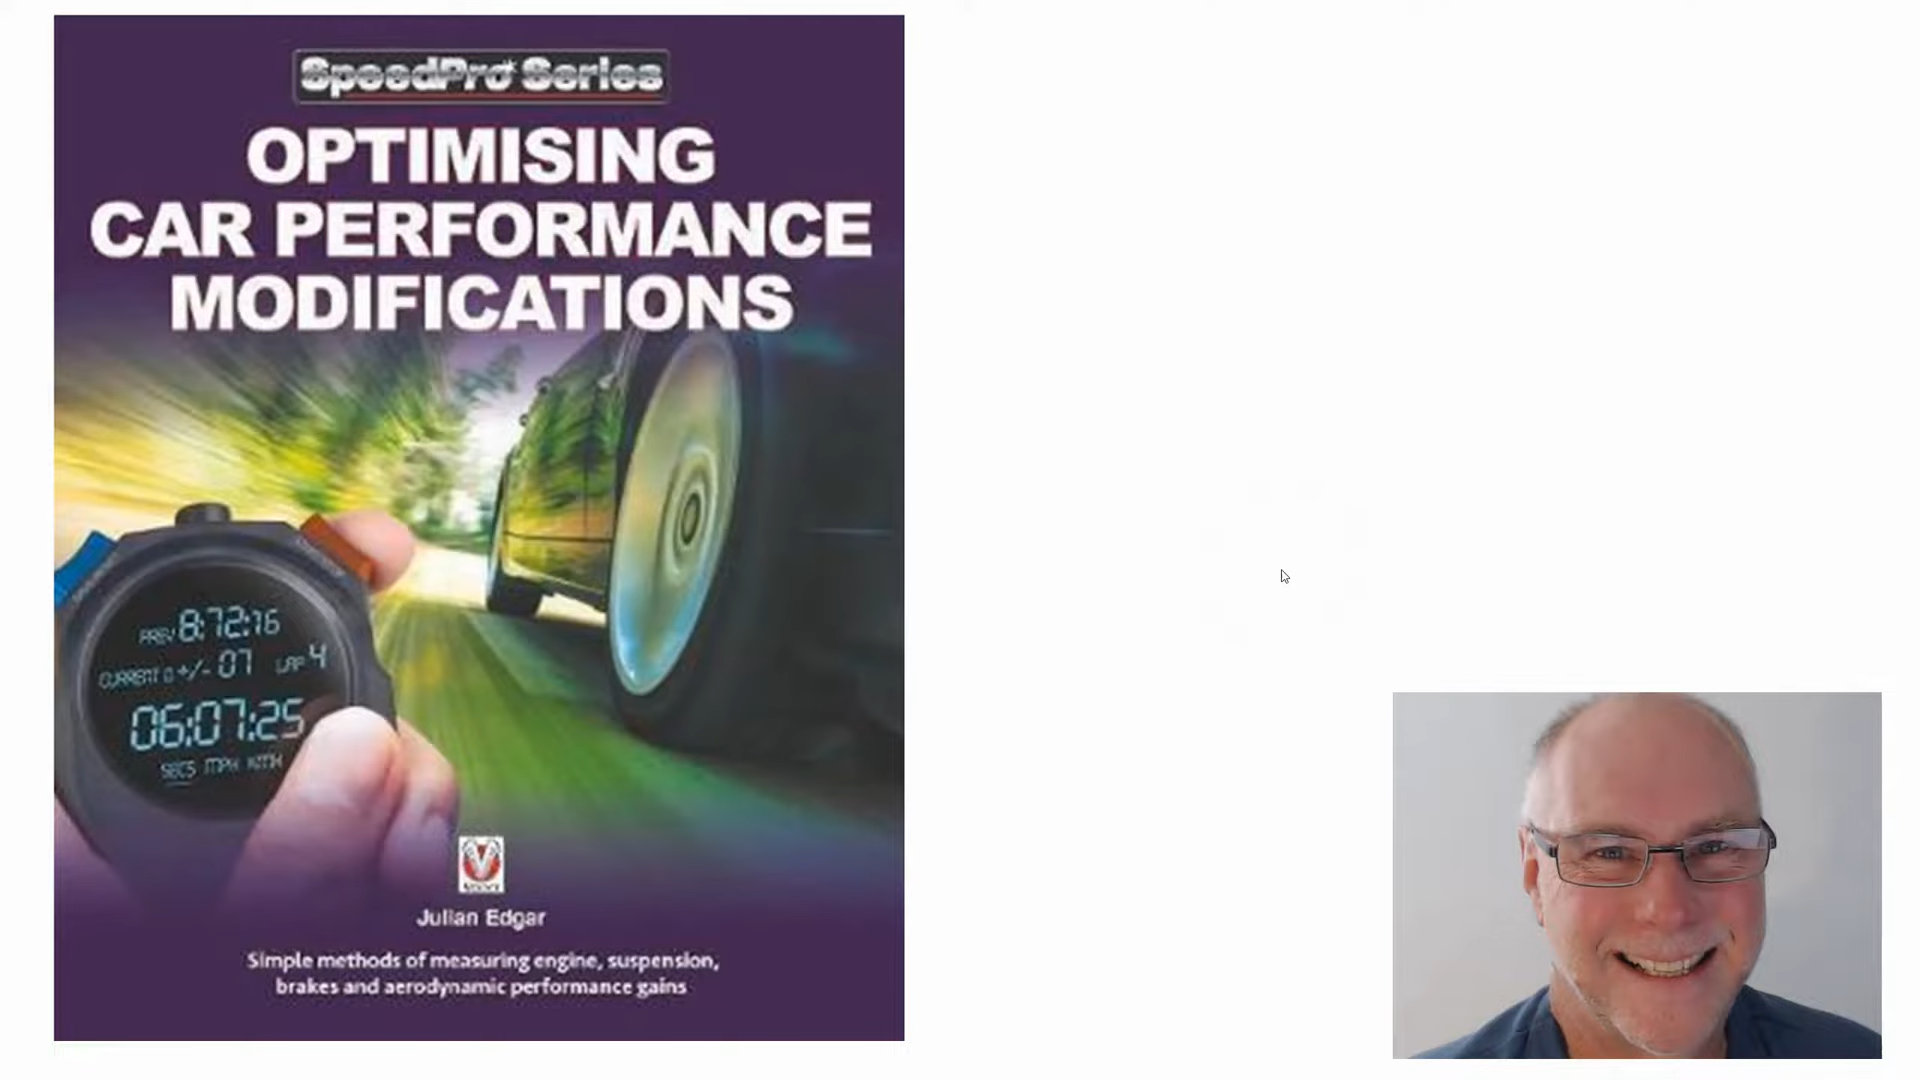 SpeedPro Series
OPTIMISING
CAR PERFORMANCE
MODIFICATIONS
PREV 8:72:16
CURRENT 0 +/- 07 LAP 4
06:07:25
SECS MPH KM/H
Julian Edgar
Simple methods of measuring engine, suspension,
brakes and aerodynamic performance gains